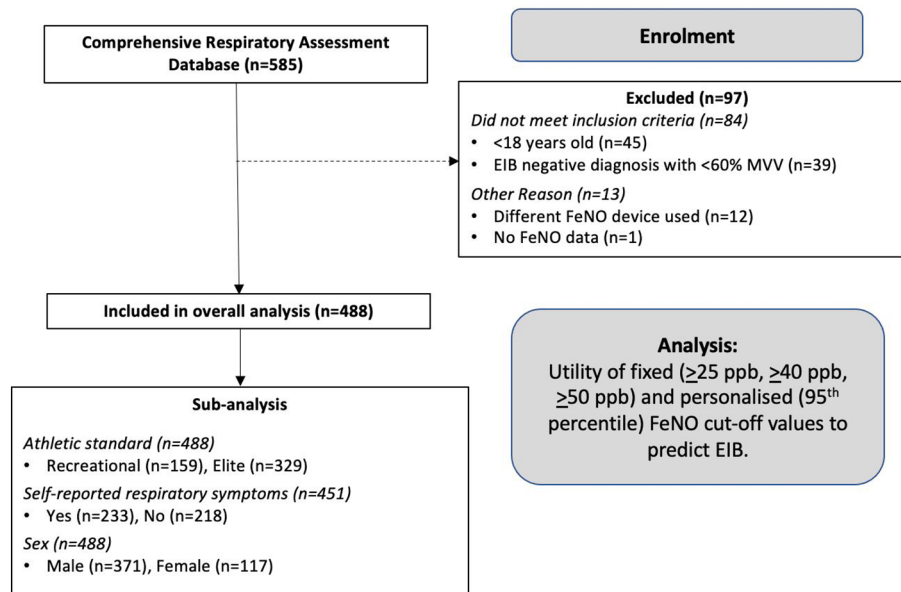 Comprehensive Respiratory Assessment
Database (n=585)
Enrolment
Excluded (n=97)
Did not meet inclusion criteria (n=84)
• <18 years old (n=45)
• EIB negative diagnosis with <60% MVV (n=39)
Other Reason (n=13)
• Different FeNO device used (n=12)
• No FeNO data (n=1)
Included in overall analysis (n=488)
Analysis:
Utility of fixed (≥25 ppb, ≥40 ppb,
≥50 ppb) and personalised (95th
percentile) FeNO cut-off values to
predict EIB.
Sub-analysis
Athletic standard (n=488)
• Recreational (n=159), Elite (n=329)
Self-reported respiratory symptoms (n=451)
• Yes (n=233), No (n=218)
Sex (n=488)
• Male (n=371), Female (n=117)